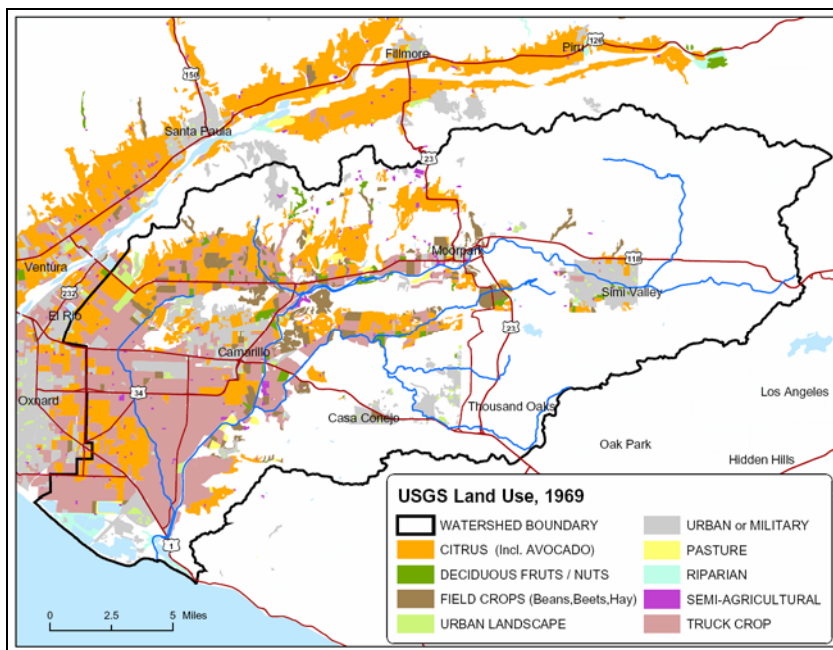 126
Piru
Fillmore
150
Santa Paula
23
Moorpark
118
Ventura
Simi Valley
232
El Rio
23
Camarillo
34
Los Angeles
Oxnard
Thousand Oaks
Casa Conejo
Oak Park
Hidden Hills
1
0 2.5 5 Miles
USGS Land Use, 1969
WATERSHED BOUNDARY
CITRUS (Incl. AVOCADO)
DECIDUOUS FRUTS / NUTS
FIELD CROPS (Beans,Beets,Hay)
URBAN LANDSCAPE
URBAN or MILITARY
PASTURE
RIPARIAN
SEMI-AGRICULTURAL
TRUCK CROP